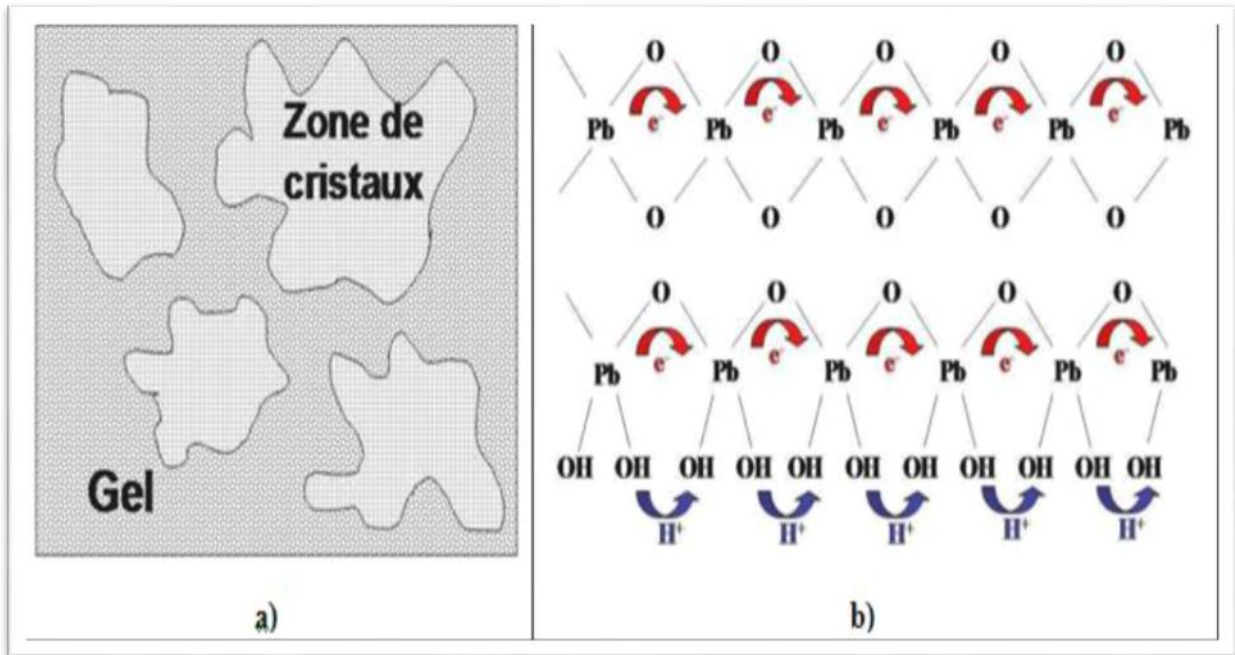 Zone de
cristaux
Gel
a)
O O O O O
e⁻ e⁻ e⁻ e⁻ e⁻
Pb Pb Pb Pb Pb Pb
O O O O O
O O O O O
e⁻ e⁻ e⁻ e⁻ e⁻
Pb Pb Pb Pb Pb Pb
OH OH OH OH OH OH OH OH OH OH OH
H⁺ H⁺ H⁺ H⁺ H⁺
b)